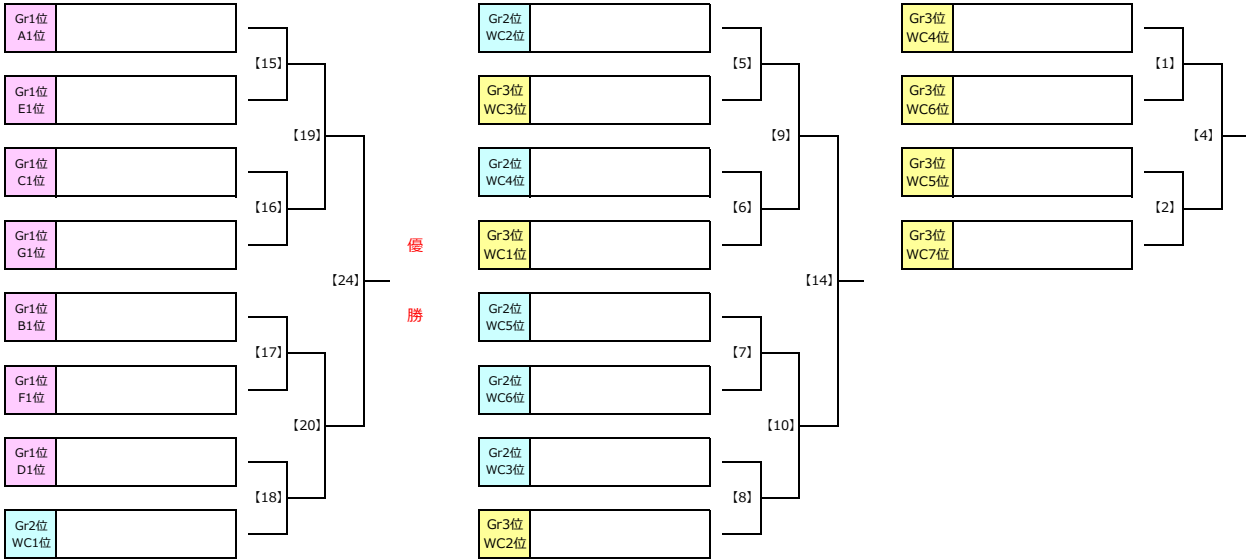 Gr1位
A1位
【15】
Gr1位
E1位
【19】
Gr1位
C1位
【16】
Gr1位
G1位
【24】
優
勝
Gr1位
B1位
【17】
Gr1位
F1位
【20】
Gr1位
D1位
【18】
Gr2位
WC1位
Gr2位
WC2位
【5】
Gr3位
WC3位
【9】
Gr2位
WC4位
【6】
Gr3位
WC1位
【14】
Gr2位
WC5位
【7】
Gr2位
WC6位
【10】
Gr2位
WC3位
【8】
Gr3位
WC2位
Gr3位
WC4位
【1】
Gr3位
WC6位
【4】
Gr3位
WC5位
【2】
Gr3位
WC7位